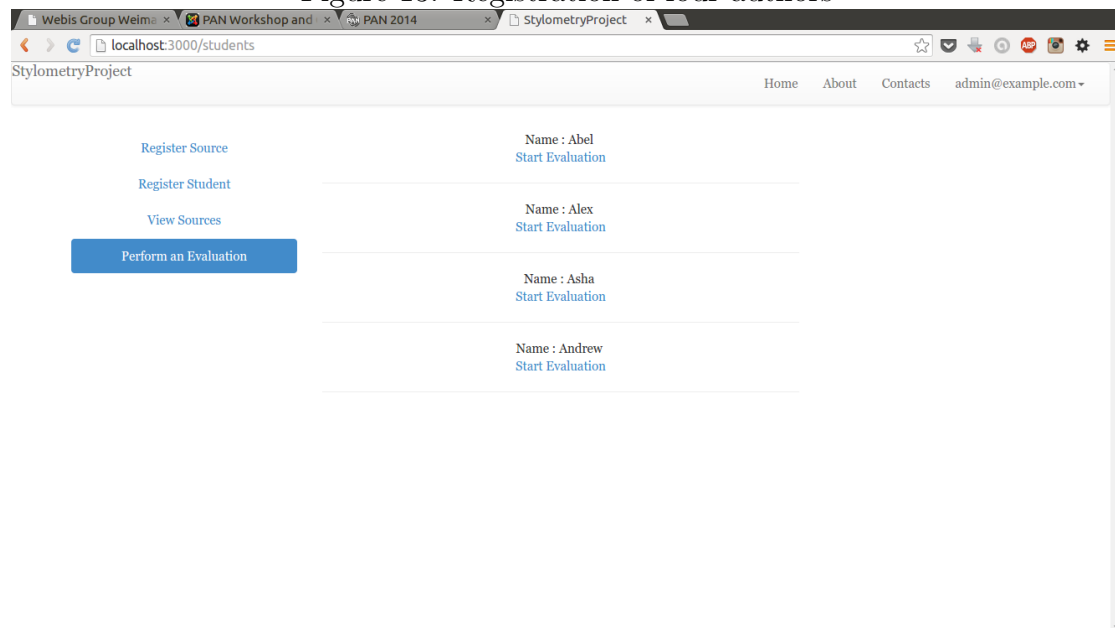 Webis Group Weima
PAN Workshop and
PAN 2014
StylometryProject
localhost:3000/students
ABP
StylometryProject
Home
About
Contacts
admin@example.com
Register Source
Register Student
View Sources
Perform an Evaluation
Name : Abel
Start Evaluation
Name : Alex
Start Evaluation
Name : Asha
Start Evaluation
Name : Andrew
Start Evaluation